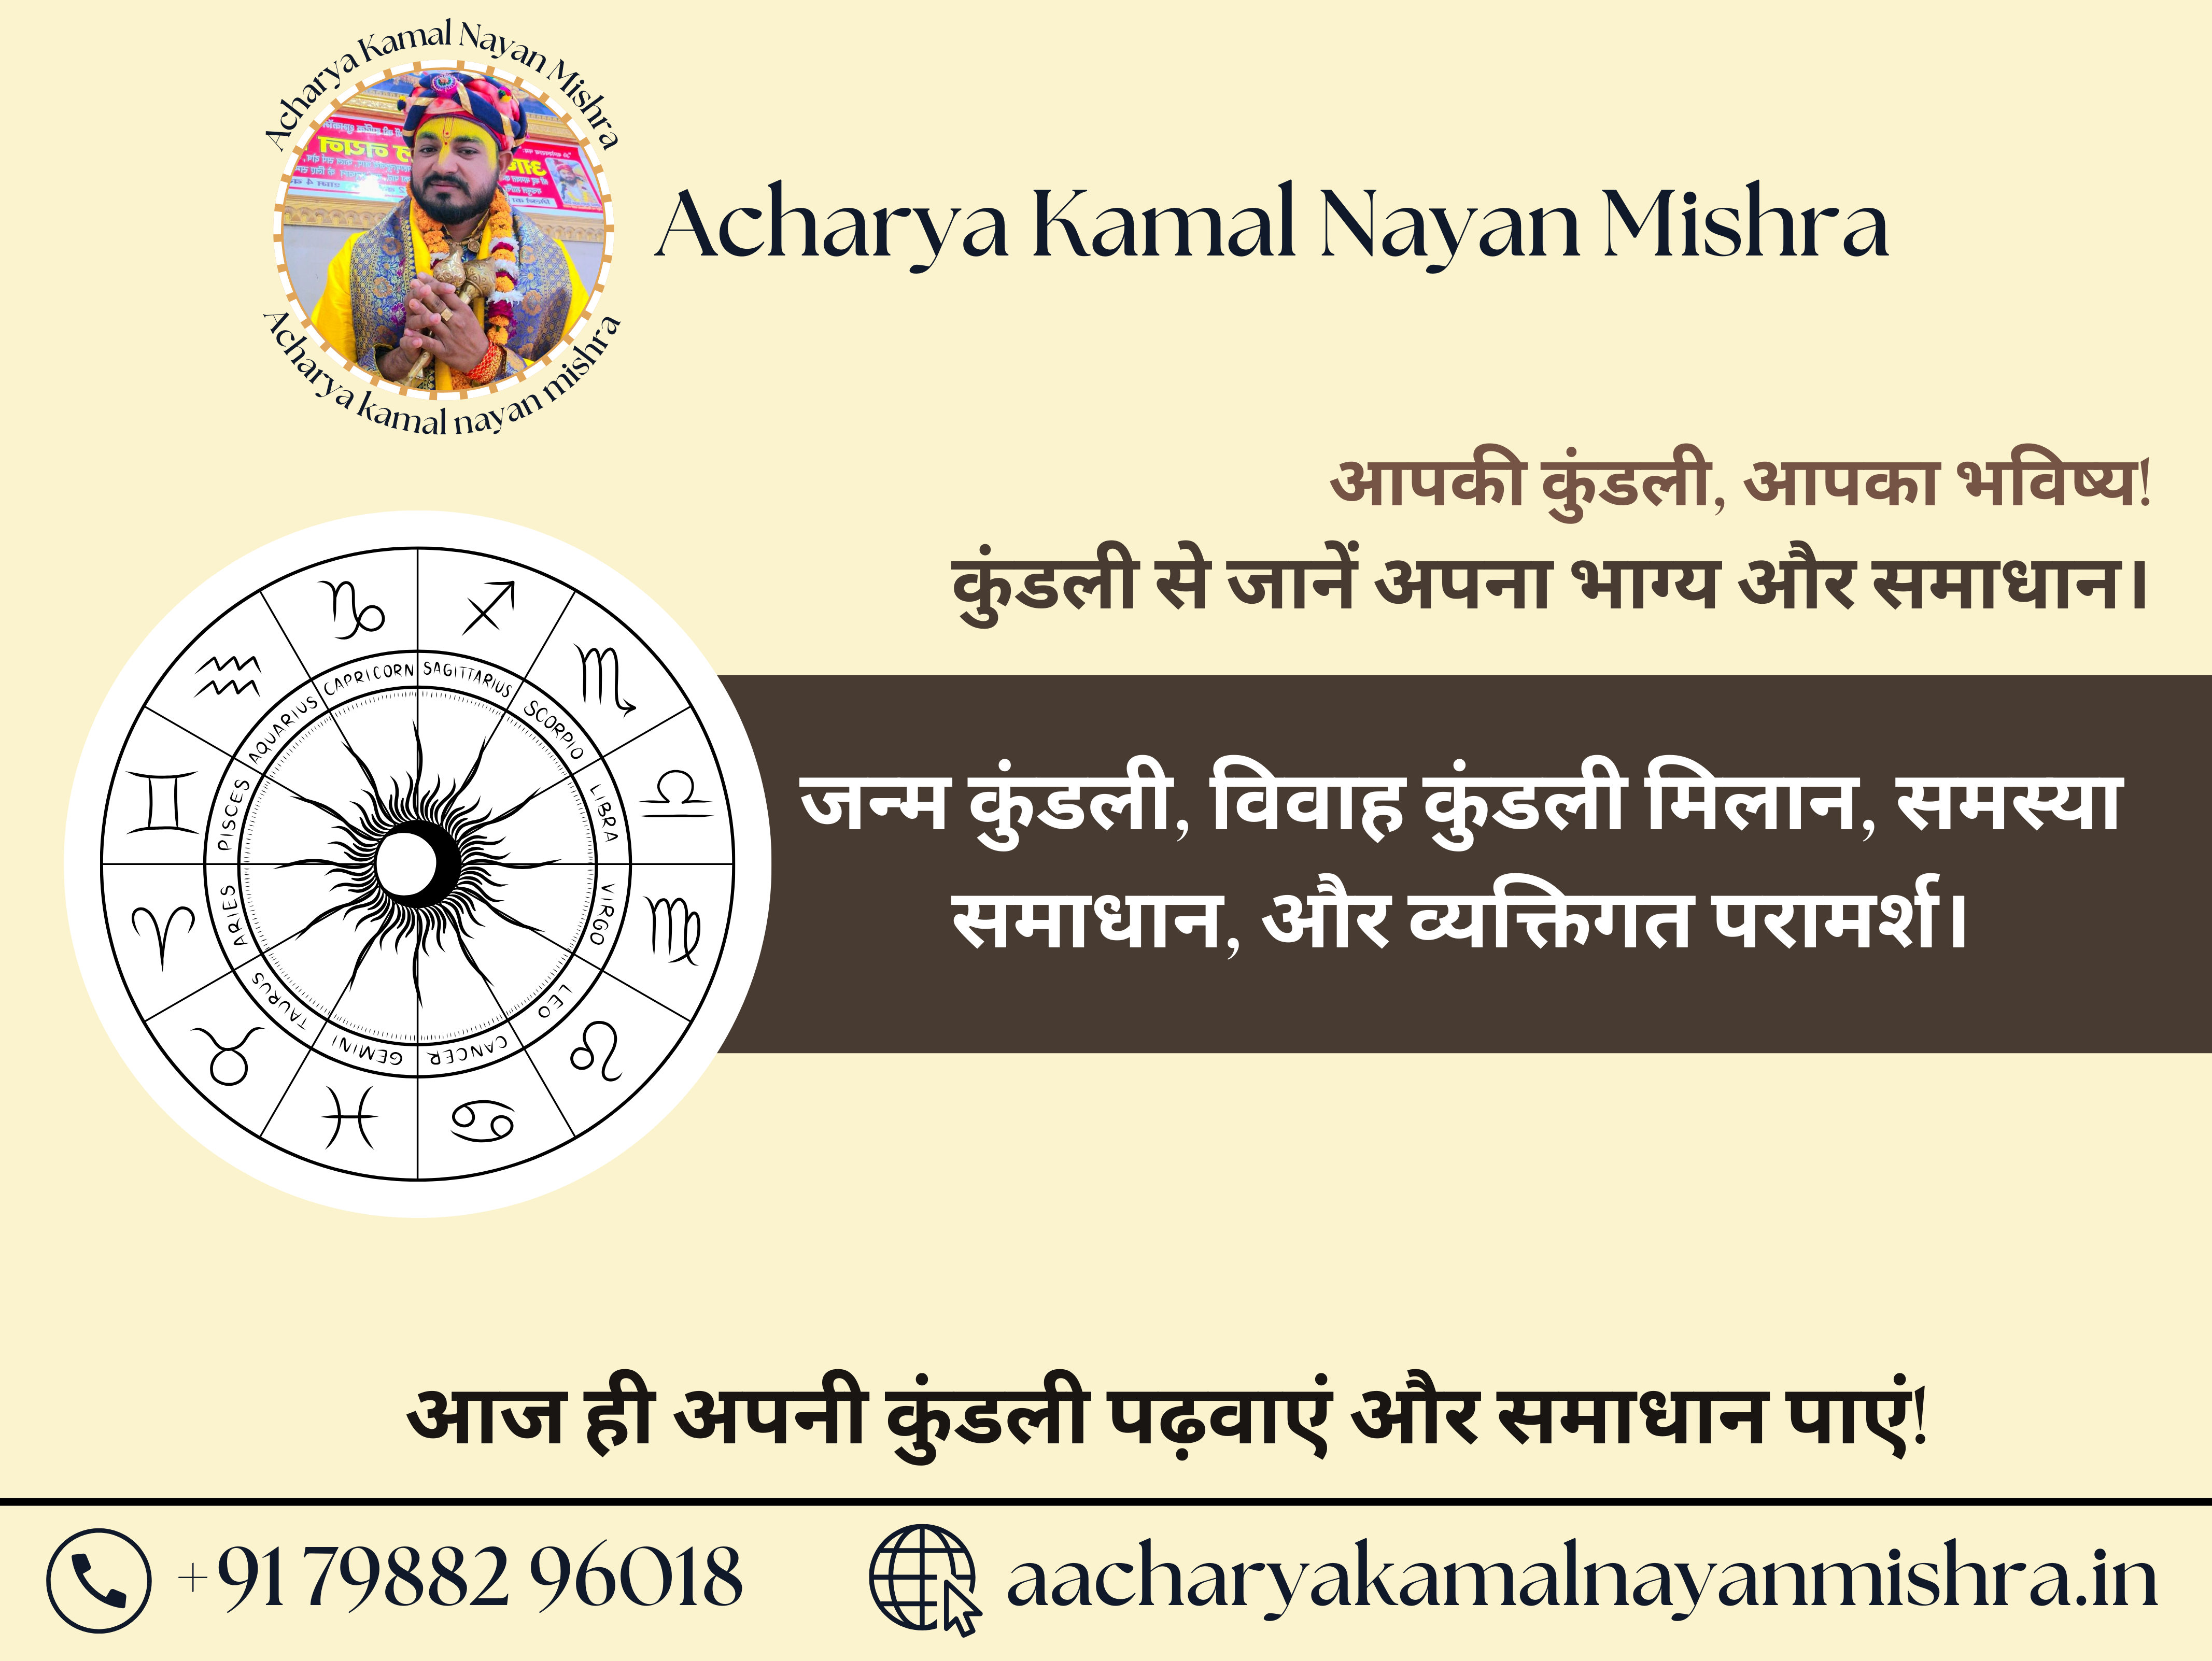 Acharya Kamal Nayan Mishra
Acharya kamal nayan mishra
Acharya Kamal Nayan Mishra
आपकी कुंडली, आपका भविष्य!
कुंडली से जानें अपना भाग्य और समाधान।
CAPRICORN
SAGITTARIUS
SCORPIO
LIBRA
VIRGO
LEO
CANCER
GEMINI
TAURUS
ARIES
PISCES
AQUARIUS
जन्म कुंडली, विवाह कुंडली मिलान, समस्या
समाधान, और व्यक्तिगत परामर्श।
आज ही अपनी कुंडली पढ़वाएं और समाधान पाएं!
+91 79882 96018
aacharyakamalnayanmishra.in